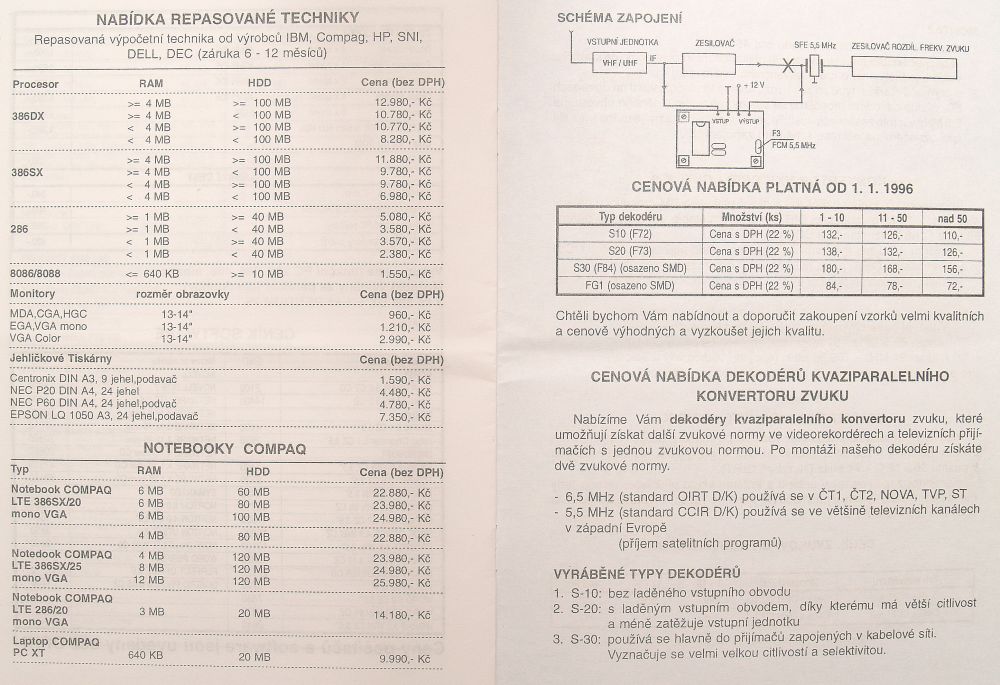 NABÍDKA REPASOVANÉ TECHNIKY
Repasovaná výpočetní technika od výrobců IBM, Compag, HP, SNI,
DELL, DEC (záruka 6 - 12 měsíců)
Procesor RAM HDD Cena (bez DPH)
386DX >= 4 MB >= 100 MB 12.980,- Kč
>= 4 MB < 100 MB 10.780,- Kč
< 4 MB >= 100 MB 10.770,- Kč
< 4 MB < 100 MB 8.280,- Kč
386SX >= 4 MB >= 100 MB 11.880,- Kč
>= 4 MB < 100 MB 9.780,- Kč
< 4 MB >= 100 MB 9.780,- Kč
< 4 MB < 100 MB 6.980,- Kč
286 >= 1 MB >= 40 MB 5.080,- Kč
>= 1 MB < 40 MB 3.580,- Kč
< 1 MB >= 40 MB 3.570,- Kč
< 1 MB < 40 MB 2.380,- Kč
8086/8088 <= 640 KB >= 10 MB 1.550,- Kč
Monitory rozměr obrazovky Cena (bez DPH)
MDA,CGA,HGC 13-14" 960,- Kč
EGA,VGA mono 13-14" 1.210,- Kč
VGA Color 13-14" 2.990,- Kč
Jehličkové Tiskárny Cena (bez DPH)
Centronix DIN A3, 9 jehel,podavač 1.590,- Kč
NEC P20 DIN A4, 24 jehel 4.480,- Kč
NEC P60 DIN A4, 24 jehel,podvač 4.780,- Kč
EPSON LQ 1050 A3, 24 jehel,podavač 7.350,- Kč
NOTEBOOKY COMPAQ
Typ RAM HDD Cena (bez DPH)
Notebook COMPAQ 6 MB 60 MB 22.880,- Kč
LTE 386SX/20 6 MB 80 MB 23.980,- Kč
mono VGA 6 MB 100 MB 24.980,- Kč
4 MB 80 MB 22.880,- Kč
Notedook COMPAQ 4 MB 120 MB 23.980,- Kč
LTE 386SX/25 8 MB 120 MB 24.980,- Kč
mono VGA 12 MB 120 MB 25.980,- Kč
Notebook COMPAQ
LTE 286/20 3 MB 20 MB 14.180,- Kč
mono VGA
Laptop COMPAQ
PC XT 640 KB 20 MB 9.990,- Kč
SCHÉMA ZAPOJENÍ
VSTUPNÍ JEDNOTKA ZESILOVAČ SFE 5,5 MHz ZESILOVAČ ROZDÍL. FREKV. ZVUKU
VHF / UHF IF
+ 12 V
VSTUP VÝSTUP
F3
FCM 5,5 MHz
CENOVÁ NABÍDKA PLATNÁ OD 1. 1. 1996
Typ dekodéru Množství (ks) 1 - 10 11 - 50 nad 50
S10 (F72) Cena s DPH (22 %) 132,- 126,- 110,-
S20 (F73) Cena s DPH (22 %) 138,- 132,- 126,-
S30 (F84) (osazeno SMD) Cena s DPH (22 %) 180,- 168,- 156,-
FG1 (osazeno SMD) Cena s DPH (22 %) 84,- 78,- 72,-
Chtěli bychom Vám nabídnout a doporučit zakoupení vzorků velmi kvalitních
a cenově výhodných a vyzkoušet jejich kvalitu.
CENOVÁ NABÍDKA DEKODÉRŮ KVAZIPARALELNÍHO
KONVERTORU ZVUKU
Nabízíme Vám dekodéry kvaziparalelního konvertoru zvuku, které
umožňují získat další zvukové normy ve videorekordérech a televizních přijí-
mačích s jednou zvukovou normou. Po montáži našeho dekodéru získáte
dvě zvukové normy.
- 6,5 MHz (standard OIRT D/K) používá se v ČT1, ČT2, NOVA, TVP, ST
- 5,5 MHz (standard CCIR D/K) používá se ve většině televizních kanálech
v západní Evropě
(příjem satelitních programů)
VYRÁBĚNÉ TYPY DEKODÉRŮ
1. S-10: bez laděného vstupního obvodu
2. S-20: s laděným vstupním obvodem, díky kterému má větší citlivost
a méně zatěžuje vstupní jednotku
3. S-30: používá se hlavně do přijímačů zapojených v kabelové síti.
Vyznačuje se velmi velkou citlivostí a selektivitou.